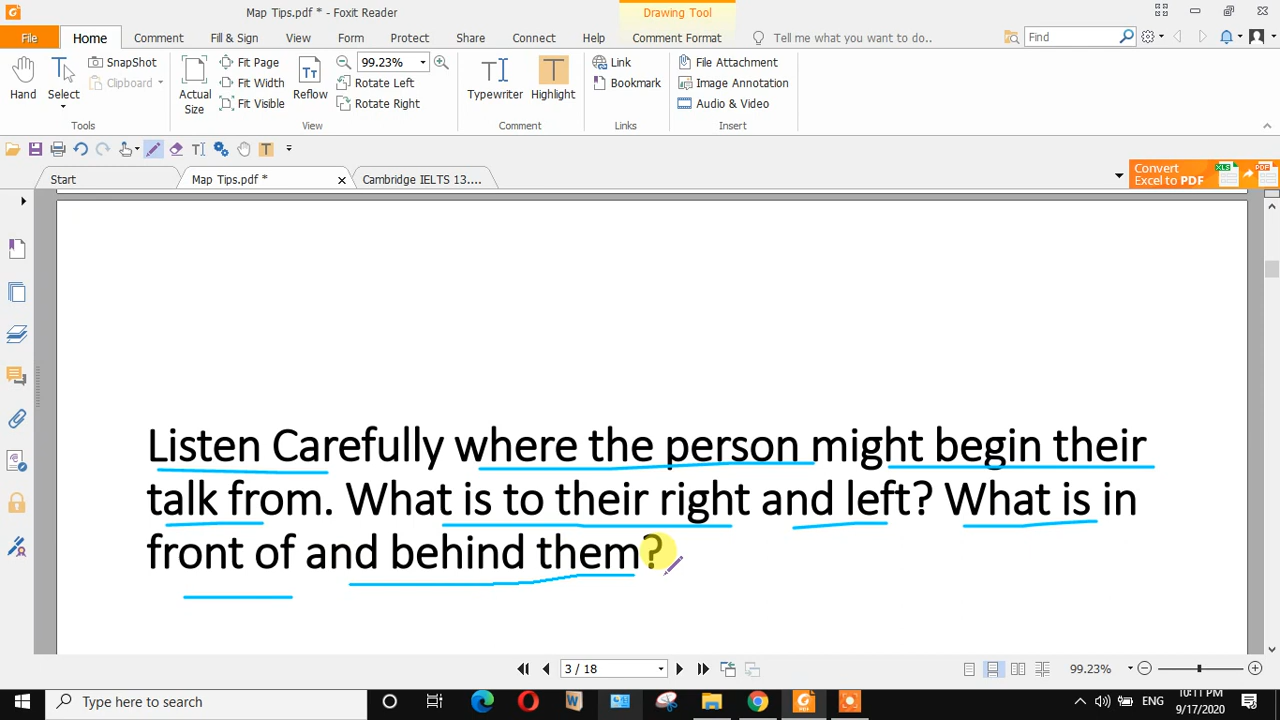 Map Tips.pdf * - Foxit Reader
Drawing Tool
File Home Comment Fill & Sign View Form Protect Share Connect Help Comment Format Tell me what you want to do.. Find
SnapShot Fit Page 99.23% Link File Attachment
Clipboard Fit Width Rotate Left Bookmark Image Annotation
Hand Select Actual Size Fit Visible Reflow Rotate Right Typewriter Highlight Audio & Video
Tools View Comment Links Insert
Start Map Tips.pdf * Cambridge IELTS 13.... Convert Excel to PDF
Listen Carefully where the person might begin their
talk from. What is to their right and left? What is in
front of and behind them?
3 / 18 99.23%
Type here to search ENG 10:11 PM
9/17/2020